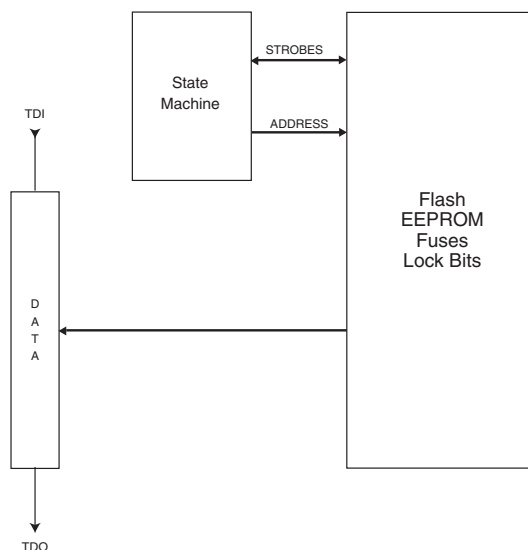 STROBES
State
Machine
TDI
ADDRESS
Flash
EEPROM
Fuses
Lock Bits
D
A
T
A
TDO